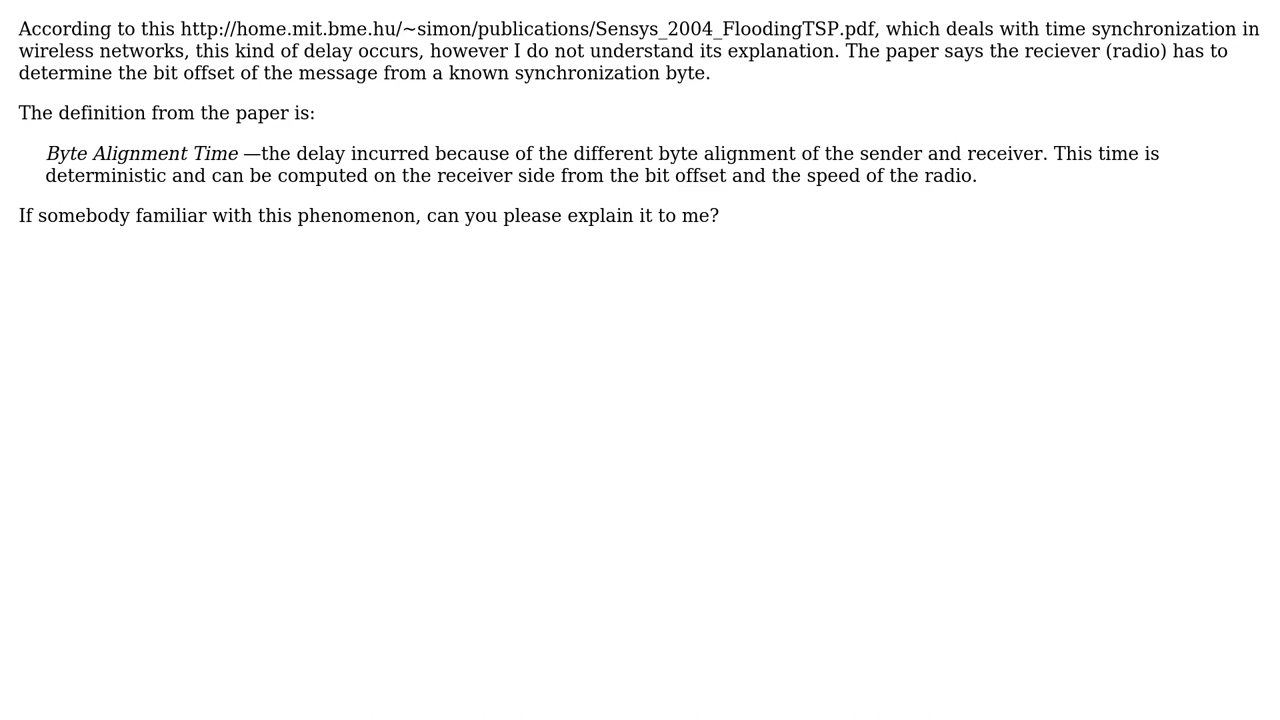 According to this http://home.mit.bme.hu/~simon/publications/Sensys_2004_FloodingTSP.pdf, which deals with time synchronization in
wireless networks, this kind of delay occurs, however I do not understand its explanation. The paper says the reciever (radio) has to
determine the bit offset of the message from a known synchronization byte.
The definition from the paper is:
Byte Alignment Time —the delay incurred because of the different byte alignment of the sender and receiver. This time is
deterministic and can be computed on the receiver side from the bit offset and the speed of the radio.
If somebody familiar with this phenomenon, can you please explain it to me?